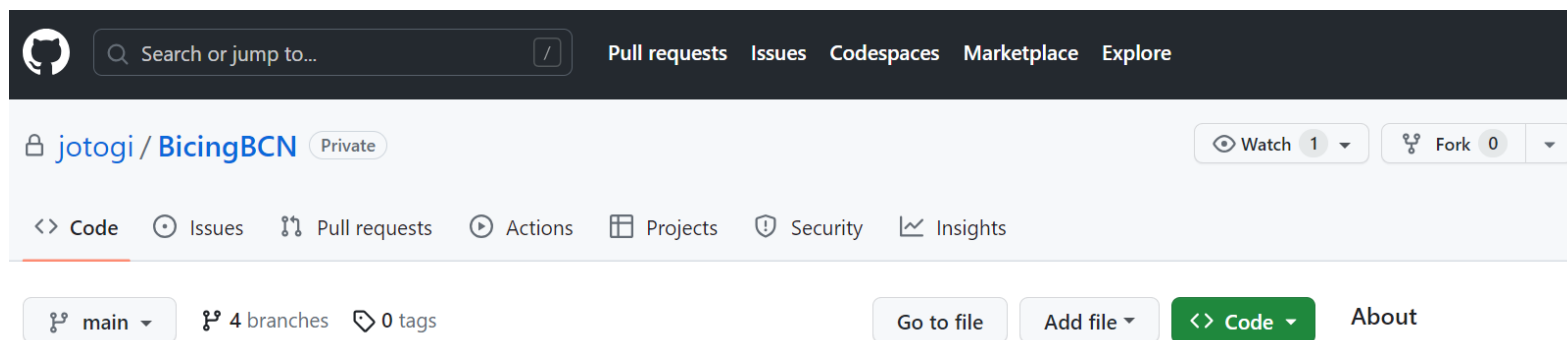 Search or jump to... / Pull requests Issues Codespaces Marketplace Explore
jotogi / BicingBCN Private Watch 1 Fork 0
<> Code Issues Pull requests Actions Projects Security Insights
main 4 branches 0 tags Go to file Add file <> Code About